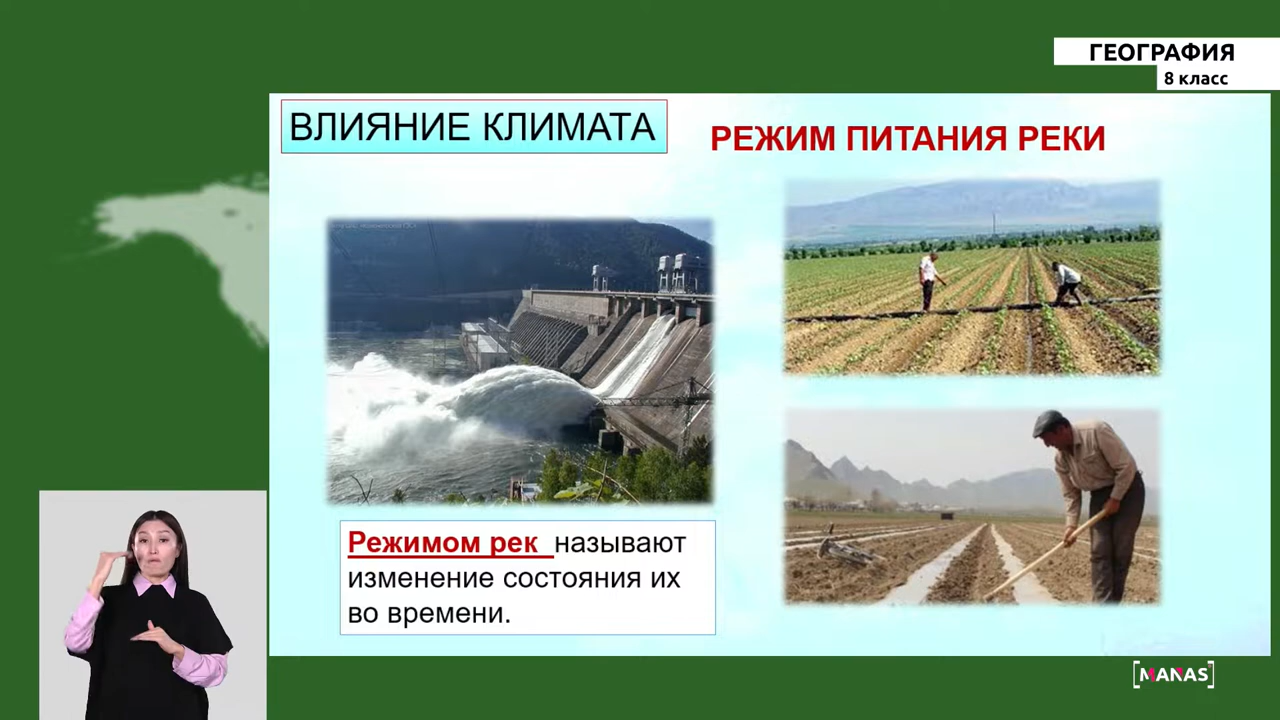 ГЕОГРАФИЯ
8 класс
ВЛИЯНИЕ КЛИМАТА
РЕЖИМ ПИТАНИЯ РЕКИ
Режимом рек называют
изменение состояния их
во времени.
[MANAS]